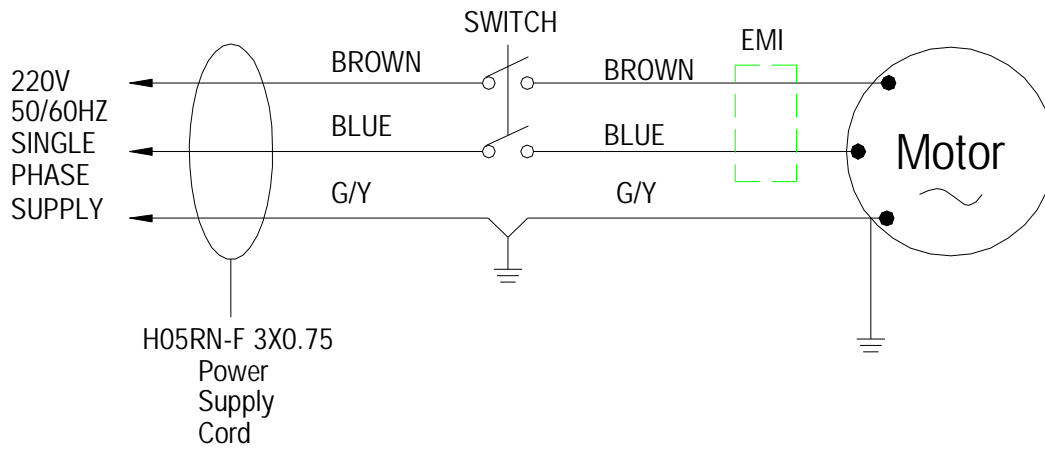 SWITCH
EMI
220V
50/60HZ
SINGLE
PHASE
SUPPLY
BROWN
BROWN
BLUE
BLUE
G/Y
G/Y
Motor
H05RN-F 3X0.75
Power
Supply
Cord